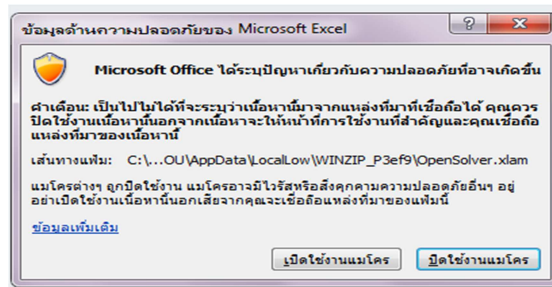 ข้อมูลด้านความปลอดภัยของ Microsoft Excel
Microsoft Office ได้ระบุปัญหาเกี่ยวกับความปลอดภัยที่อาจเกิดขึ้น
คำเตือน: เป็นไปไม่ได้ที่จะระบุว่าเนื้อหานี้มาจากแหล่งที่มาที่เชื่อถือได้ คุณควร
ปิดใช้งานเนื้อหานั้นนอกจากเนื้อหาจะให้หน้าที่การใช้งานที่สำคัญและคุณเชื่อถือ
แหล่งที่มาของเนื้อหานี้
เส้นทางแฟ้ม: C:\...OU\AppData\LocalLow\WINZIP_P3ef9\OpenSolver.xlam
แมโครต่างๆ ถูกปิดใช้งาน แมโครอาจมีไวรัสหรือสิ่งคุกคามความปลอดภัยอื่นๆ อยู่
อย่าเปิดใช้งานเนื้อหานี้นอกเสียจากคุณจะเชื่อถือแหล่งที่มาของแฟ้มนี้
ข้อมูลเพิ่มเติม
เปิดใช้งานแมโคร ปิดใช้งานแมโคร